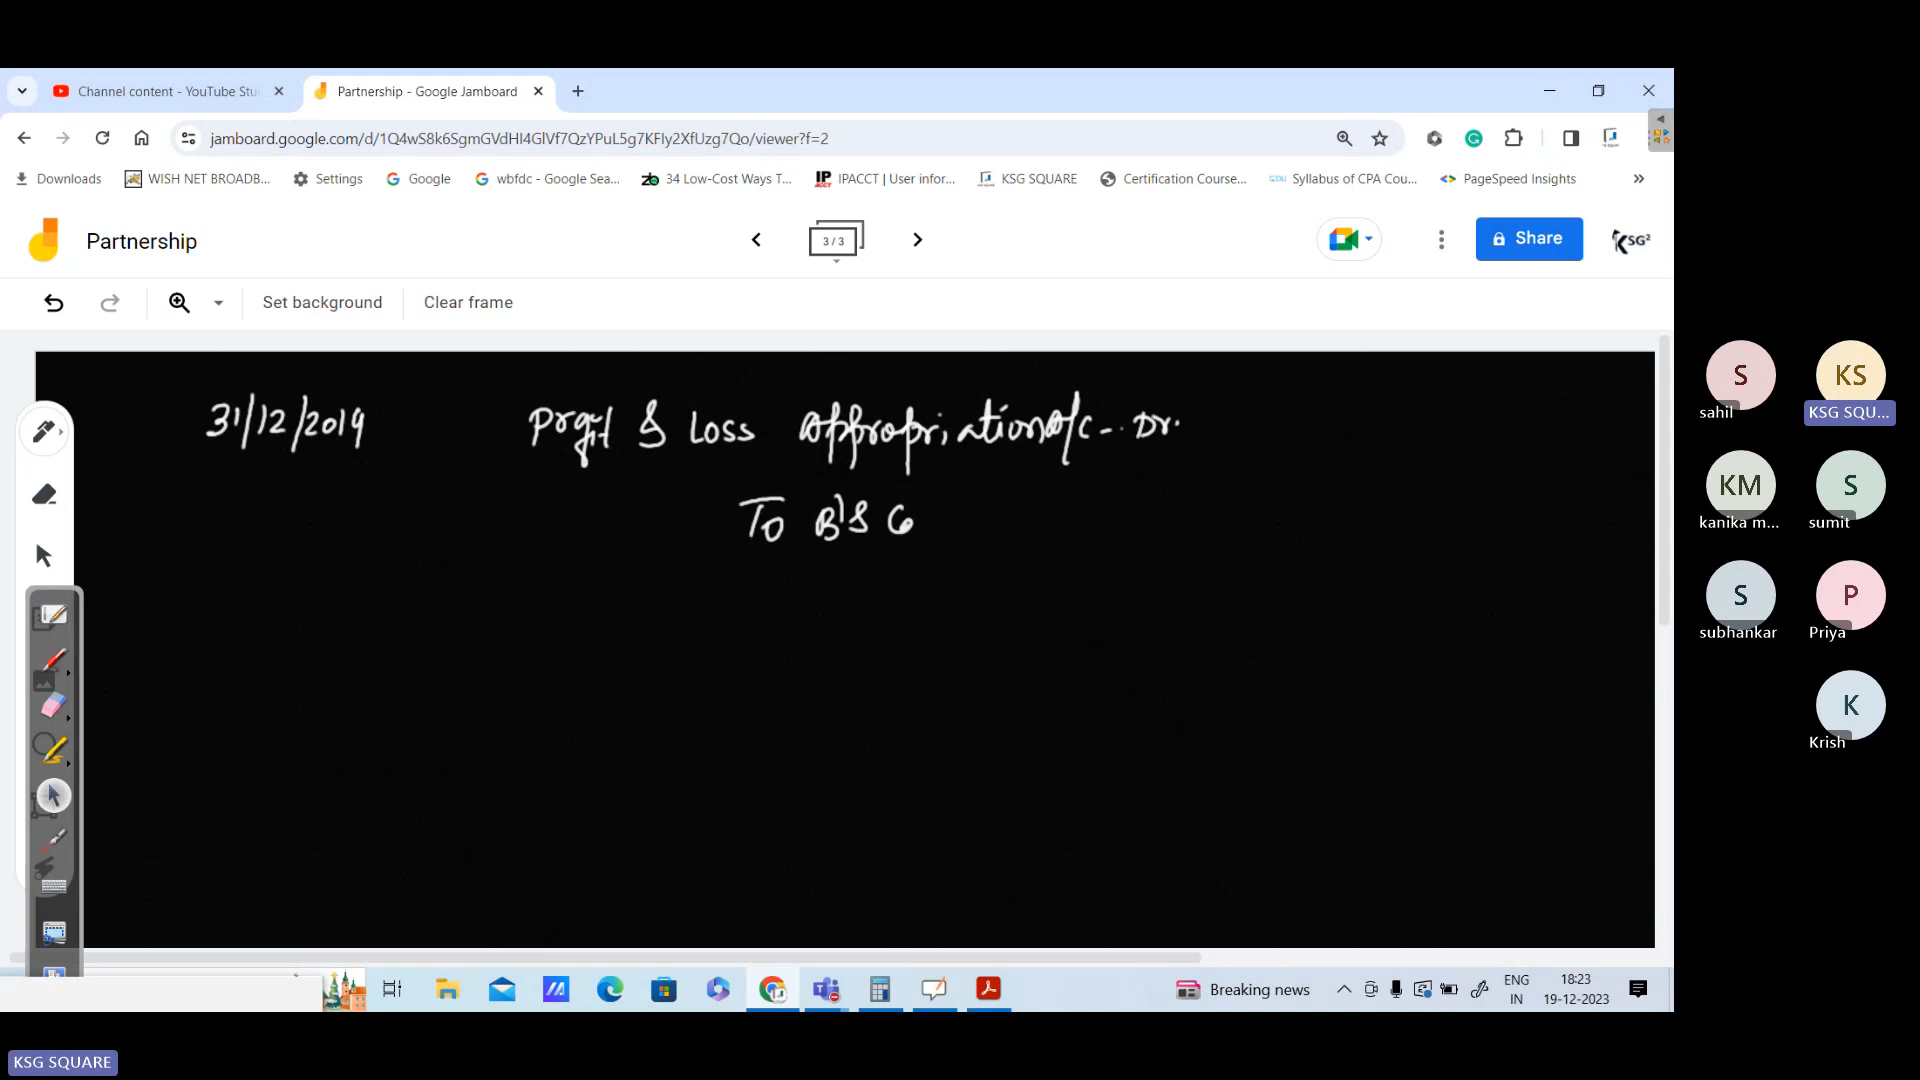 Channel content - YouTube Stu
Partnership - Google Jamboard
jamboard.google.com/d/1Q4wS8k6SgmGVdHI4GlVf7QzYPuL5g7KFIy2XfUzg7Qo/viewer?f=2
Downloads WISH NET BROADB... Settings Google wbfdc - Google Sea... 34 Low-Cost Ways T... IPACCT | User infor... KSG SQUARE Certification Course... Syllabus of CPA Cou... PageSpeed Insights »
Partnership 3 / 3 Share KSG²
Set background Clear frame
31/12/2019 Profit & Loss Appropriation A/c - Dr.
To B'S
S sahil
KS KSG SQU...
KM kanika m...
S sumit
S subhankar
P Priya
K Krish
Breaking news ENG IN 18:23 19-12-2023
KSG SQUARE